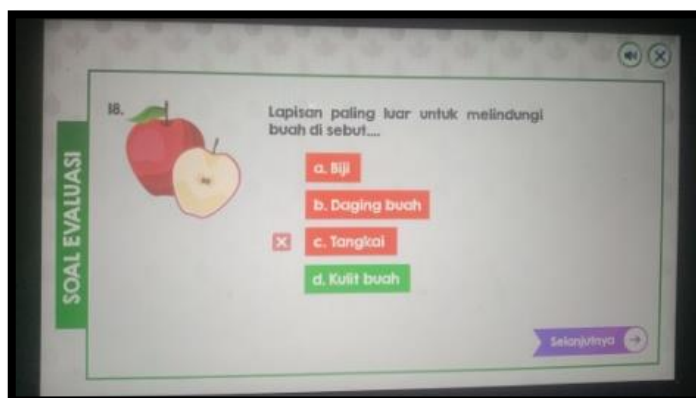 18.
Lapisan paling luar untuk melindungi
buah di sebut....
a. Biji
b. Daging buah
c. Tangkai
d. Kulit buah
SOAL EVALUASI
Selanjutnya